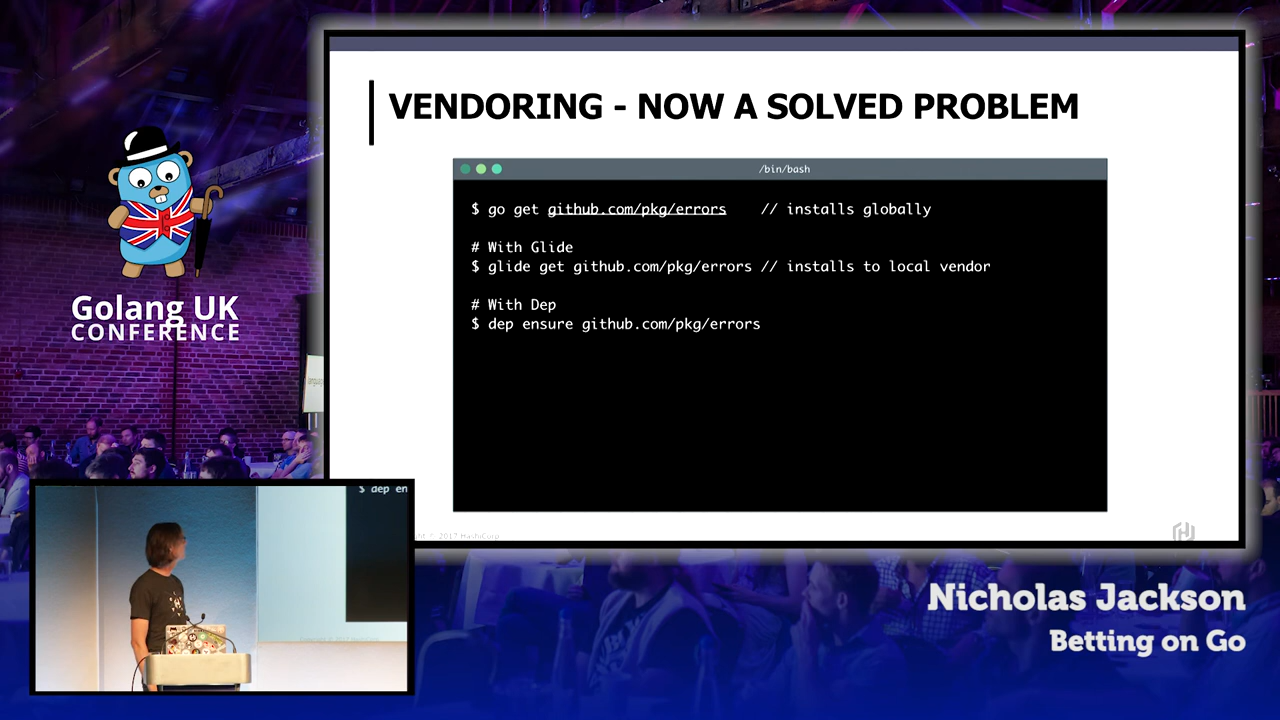 VENDORING - NOW A SOLVED PROBLEM
/bin/bash
$ go get github.com/pkg/errors // installs globally
# With Glide
$ glide get github.com/pkg/errors // installs to local vendor
# With Dep
$ dep ensure github.com/pkg/errors
Golang UK
CONFERENCE
$ dep en
© 2017 HashiCorp
Nicholas Jackson
Betting on Go